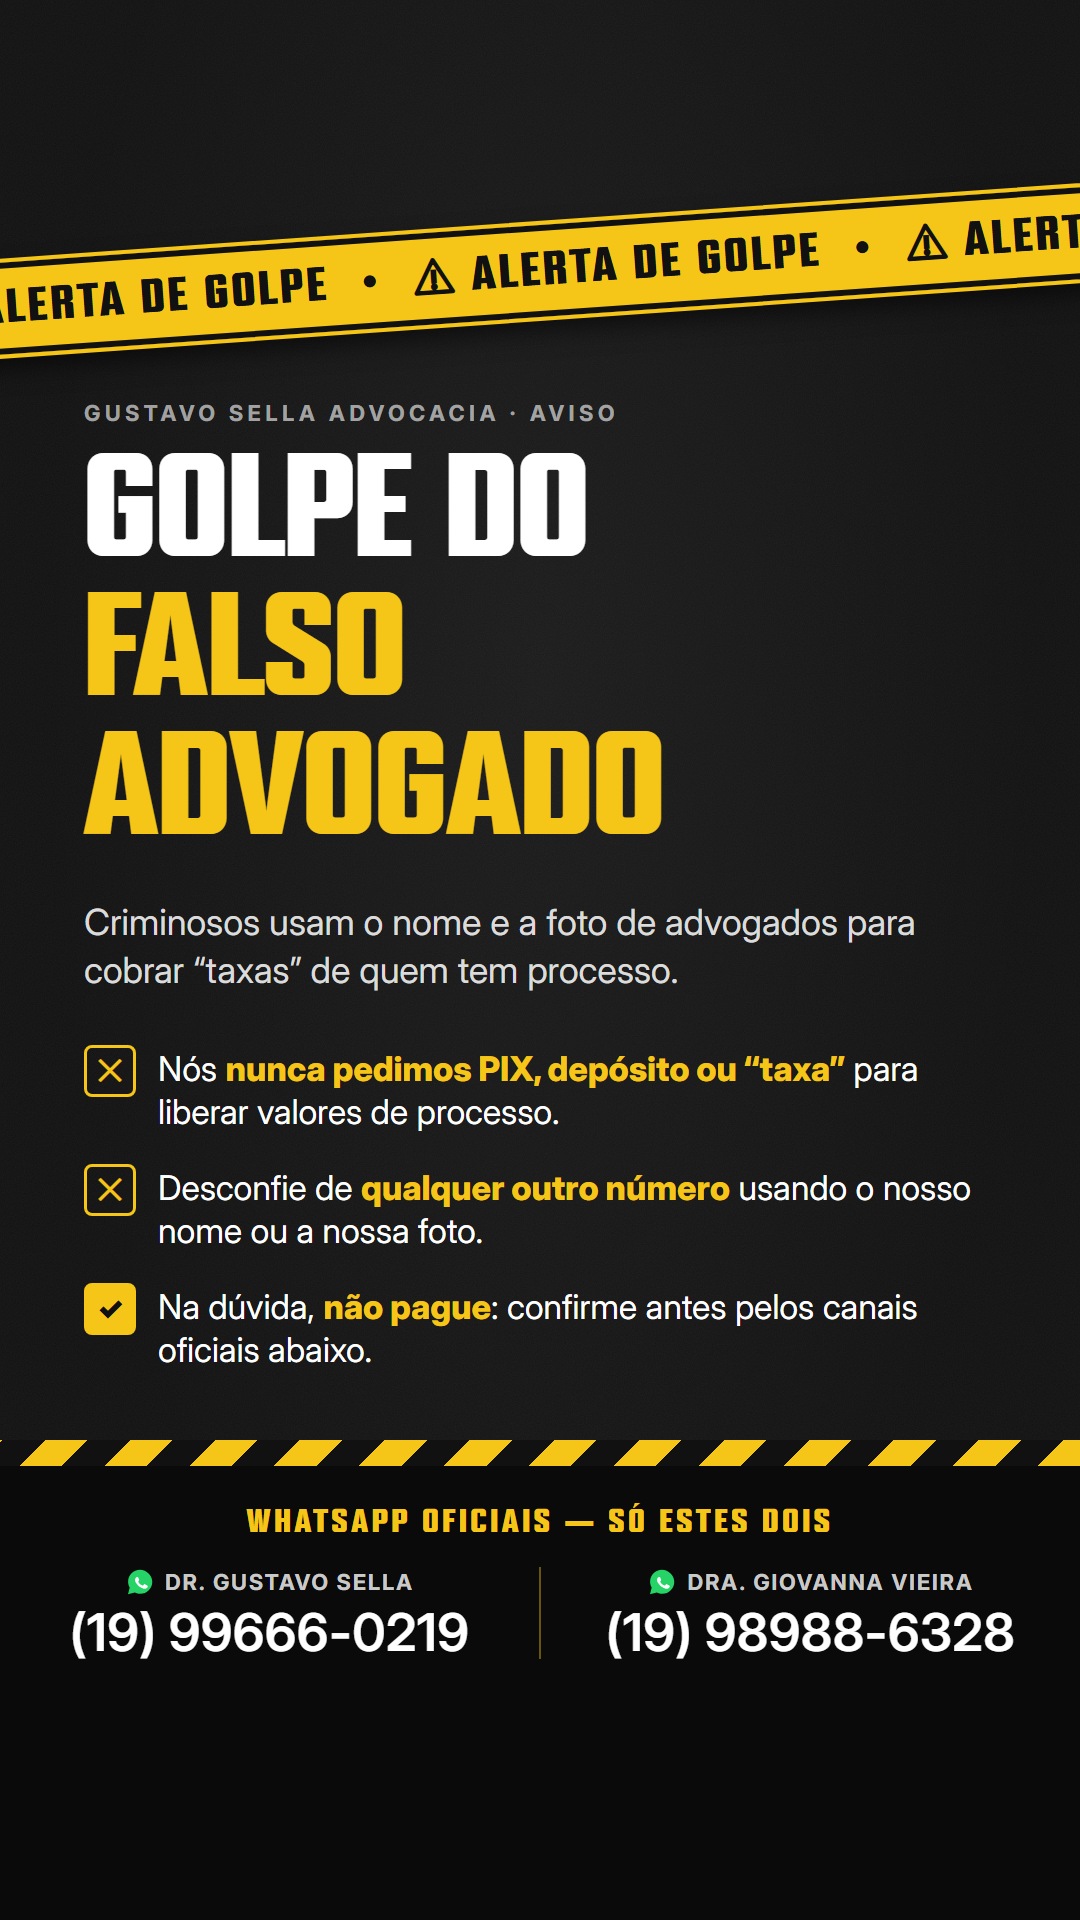 ALERTA DE GOLPE • ⚠ ALERTA DE GOLPE • ⚠ ALERT
GUSTAVO SELLA ADVOCACIA · AVISO
GOLPE DO
FALSO
ADVOGADO
Criminosos usam o nome e a foto de advogados para
cobrar “taxas” de quem tem processo.
Nós nunca pedimos PIX, depósito ou “taxa” para
liberar valores de processo.
Desconfie de qualquer outro número usando o nosso
nome ou a nossa foto.
Na dúvida, não pague: confirme antes pelos canais
oficiais abaixo.
WHATSAPP OFICIAIS — SÓ ESTES DOIS
DR. GUSTAVO SELLA
(19) 99666-0219
DRA. GIOVANNA VIEIRA
(19) 98988-6328